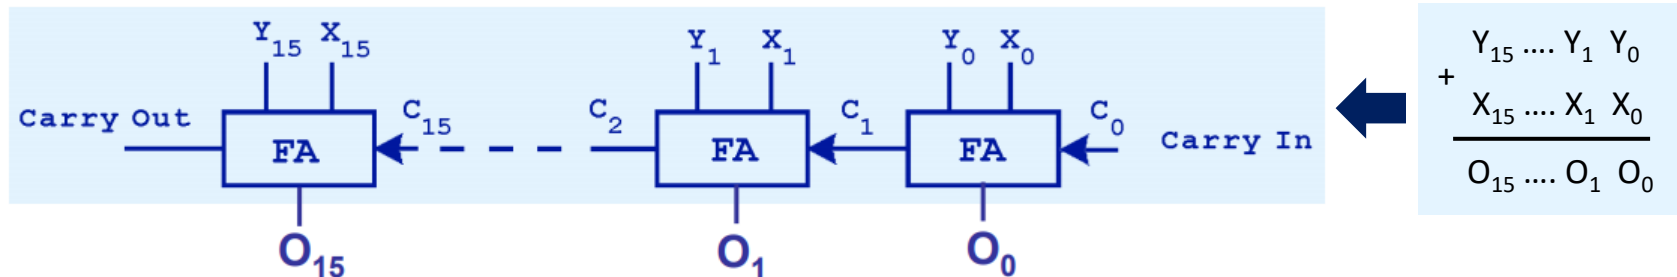 Y₁₅ X₁₅ Y₁ X₁ Y₀ X₀
Carry Out C₁₅ C₂ C₁ C₀ Carry In
FA FA FA
O₁₅ O₁ O₀
Y₁₅ .... Y₁ Y₀
+
X₁₅ .... X₁ X₀
O₁₅ .... O₁ O₀